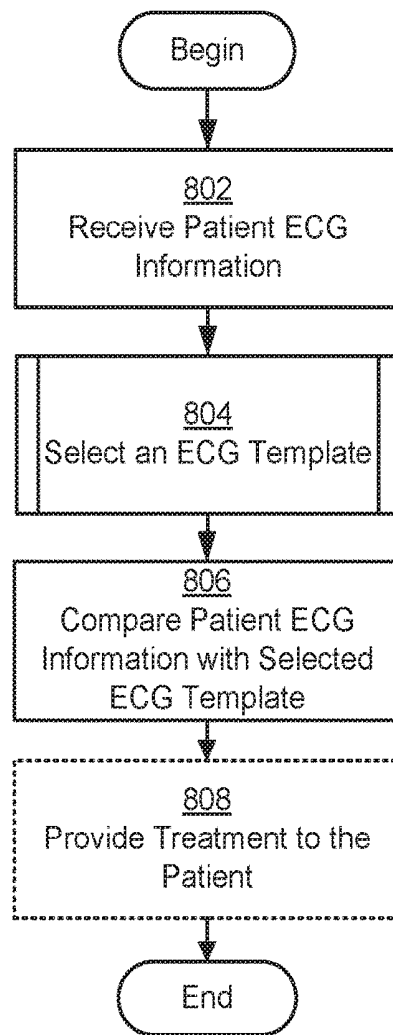 Begin
802
Receive Patient ECG
Information
804
Select an ECG Template
806
Compare Patient ECG
Information with Selected
ECG Template
808
Provide Treatment to the
Patient
End